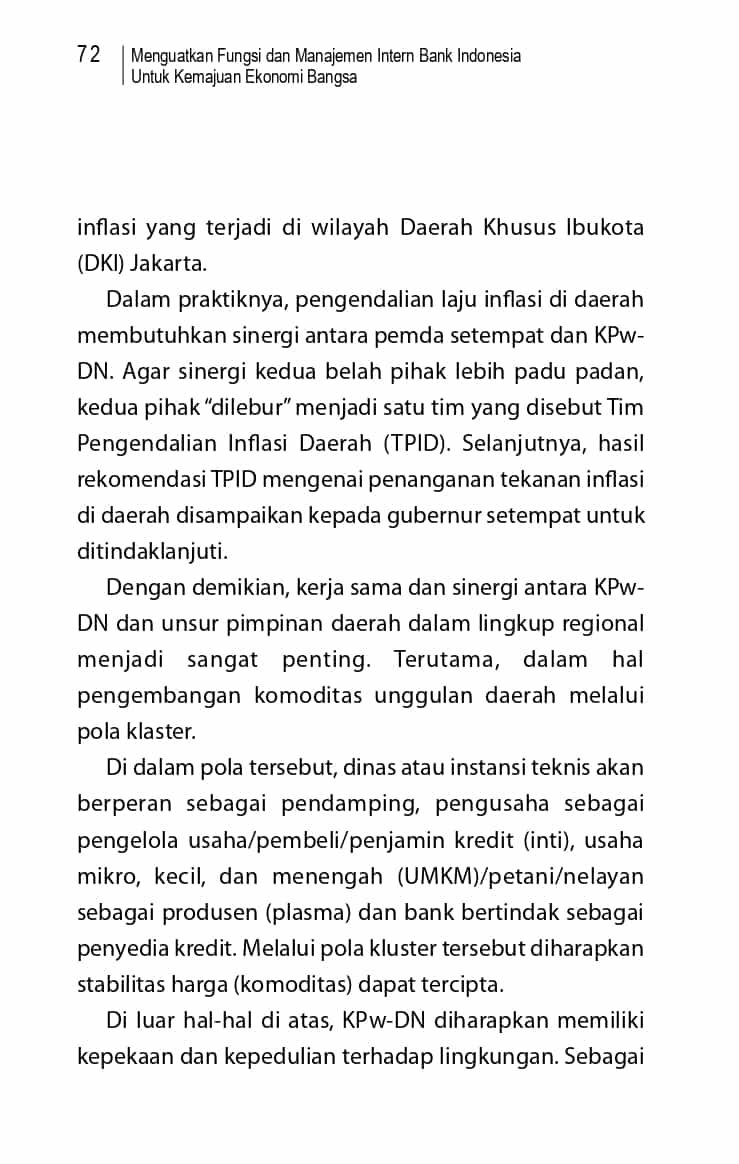 72
Menguatkan Fungsi dan Manajemen Intern Bank Indonesia
Untuk Kemajuan Ekonomi Bangsa
inflasi yang terjadi di wilayah Daerah Khusus Ibukota
(DKI) Jakarta.
Dalam praktiknya, pengendalian laju inflasi di daerah
membutuhkan sinergi antara pemda setempat dan KPw-
DN. Agar sinergi kedua belah pihak lebih padu padan,
kedua pihak “dilebur” menjadi satu tim yang disebut Tim
Pengendalian Inflasi Daerah (TPID). Selanjutnya, hasil
rekomendasi TPID mengenai penanganan tekanan inflasi
di daerah disampaikan kepada gubernur setempat untuk
ditindaklanjuti.
Dengan demikian, kerja sama dan sinergi antara KPw-
DN dan unsur pimpinan daerah dalam lingkup regional
menjadi sangat penting. Terutama, dalam hal
pengembangan komoditas unggulan daerah melalui
pola klaster.
Di dalam pola tersebut, dinas atau instansi teknis akan
berperan sebagai pendamping, pengusaha sebagai
pengelola usaha/pembeli/penjamin kredit (inti), usaha
mikro, kecil, dan menengah (UMKM)/petani/nelayan
sebagai produsen (plasma) dan bank bertindak sebagai
penyedia kredit. Melalui pola kluster tersebut diharapkan
stabilitas harga (komoditas) dapat tercipta.
Di luar hal-hal di atas, KPw-DN diharapkan memiliki
kepekaan dan kepedulian terhadap lingkungan. Sebagai